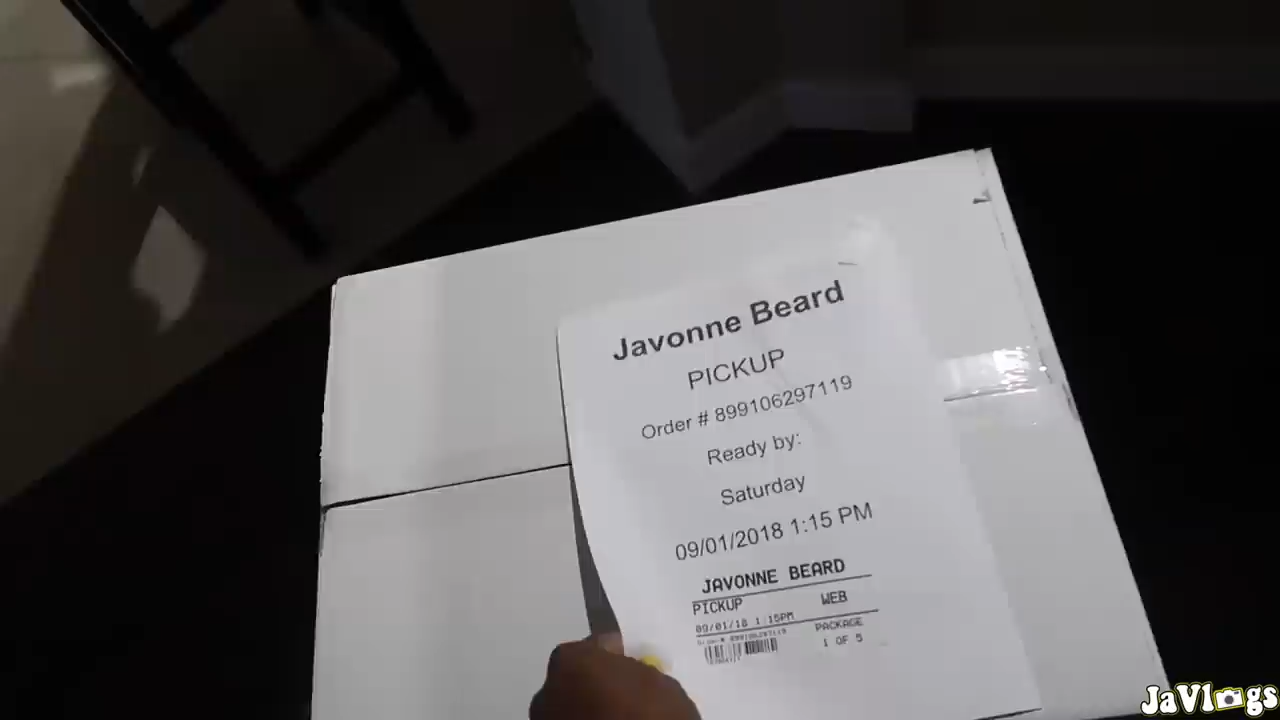 Javonne Beard
PICKUP
Order # 899106297119
Ready by:
Saturday
09/01/2018 1:15 PM
JAVONNE BEARD
PICKUP WEB
09/01/18 1:15PM PACKAGE
1 OF 5
JaVlogs